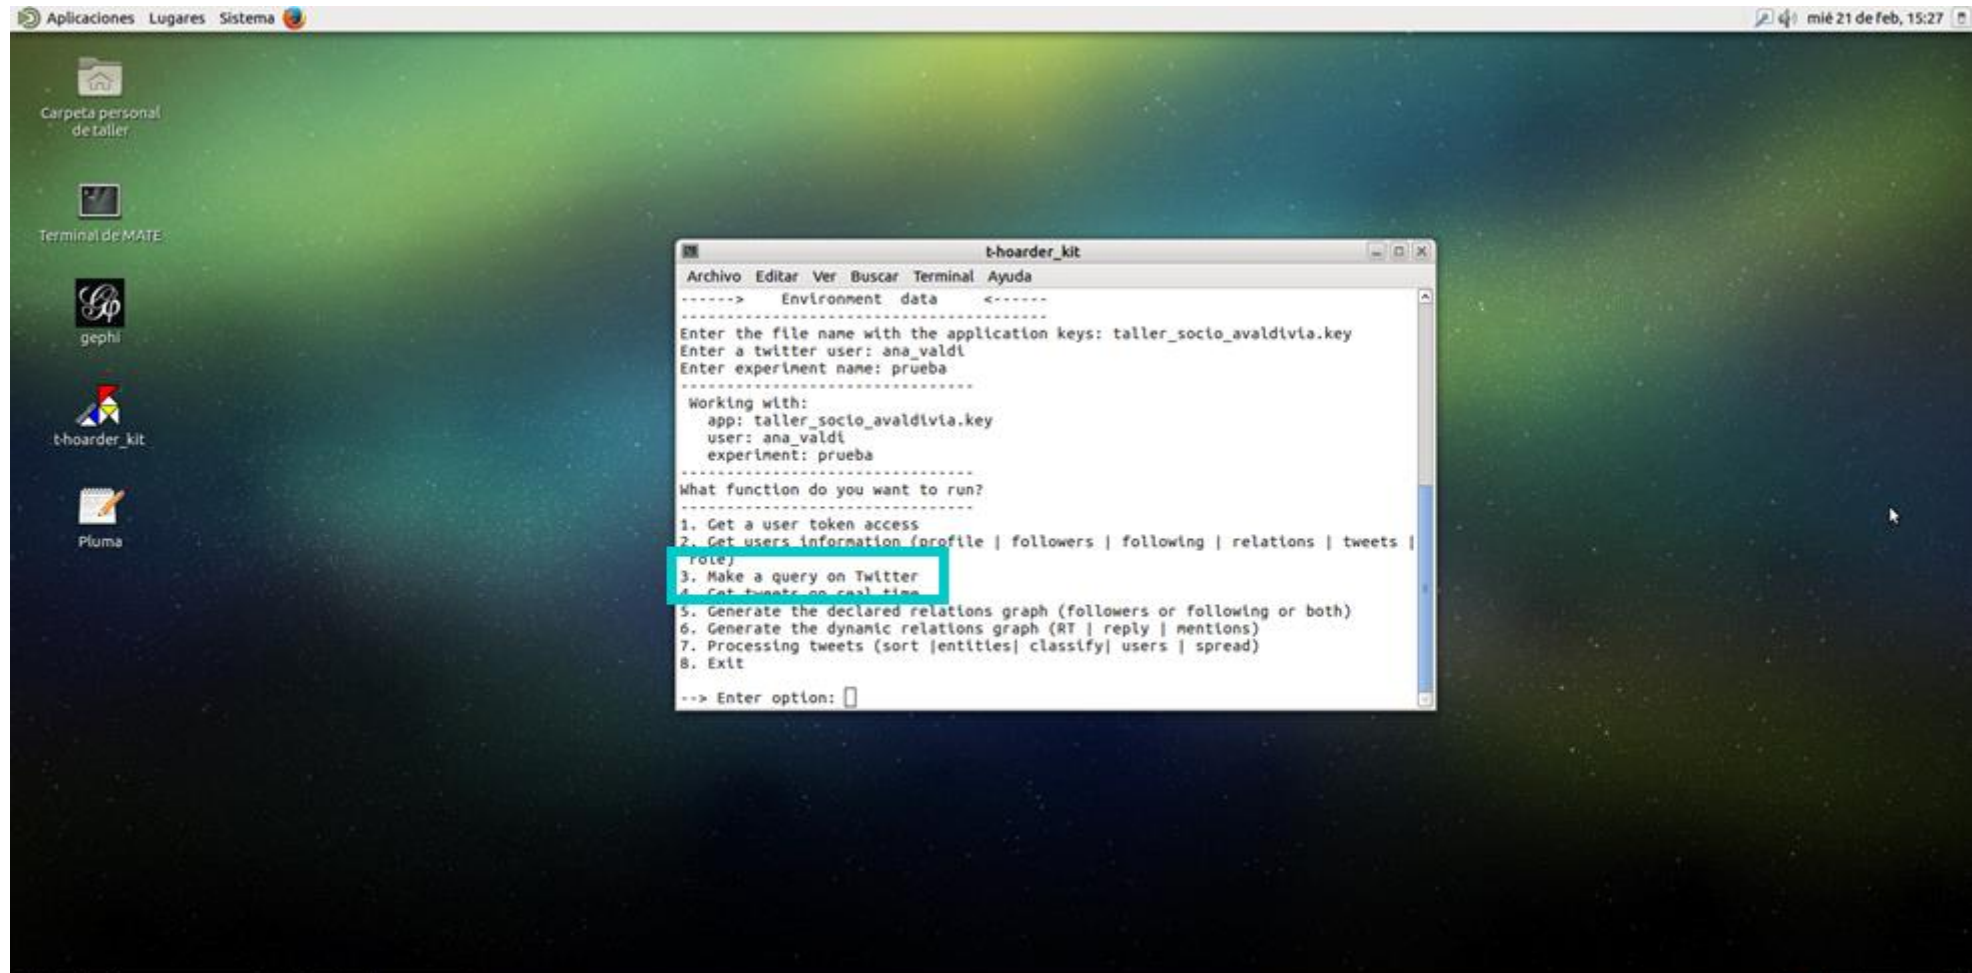 Aplicaciones Lugares Sistema
mié 21 de feb, 15:27
Carpeta personal
de taller
Terminal de MATE
gephi
t-hoarder_kit
Pluma
t-hoarder_kit
Archivo Editar Ver Buscar Terminal Ayuda
------> Environment data <------
----------------------------------------
Enter the file name with the application keys: taller_socio_avaldivia.key
Enter a twitter user: ana_valdi
Enter experiment name: prueba
--------------------------------
Working with:
app: taller_socio_avaldivia.key
user: ana_valdi
experiment: prueba
--------------------------------
What function do you want to run?
--------------------------------
1. Get a user token access
2. Get users information (profile | followers | following | relations | tweets |
role)
3. Make a query on Twitter
4. Get tweets on real time
5. Generate the declared relations graph (followers or following or both)
6. Generate the dynamic relations graph (RT | reply | mentions)
7. Processing tweets (sort |entities| classify| users | spread)
8. Exit
--> Enter option: